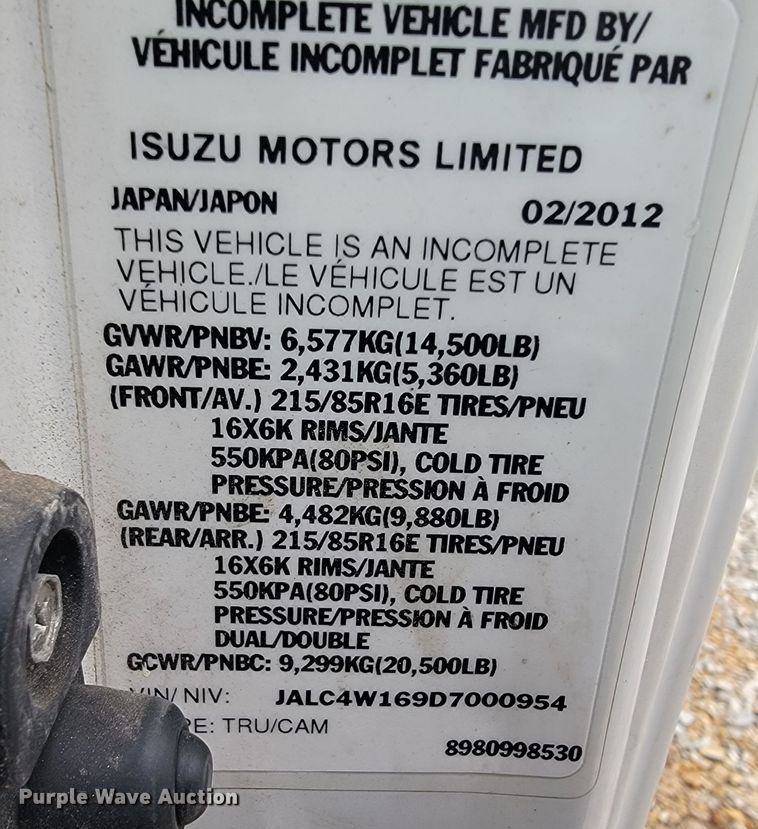 INCOMPLETE VEHICLE MFD BY/
VÉHICULE INCOMPLET FABRIQUÉ PAR
ISUZU MOTORS LIMITED
JAPAN/JAPON 02/2012
THIS VEHICLE IS AN INCOMPLETE
VEHICLE./LE VÉHICULE EST UN
VÉHICULE INCOMPLET.
GVWR/PNBV: 6,577KG(14,500LB)
GAWR/PNBE: 2,431KG(5,360LB)
(FRONT/AV.) 215/85R16E TIRES/PNEU
16X6K RIMS/JANTE
550KPA(80PSI), COLD TIRE
PRESSURE/PRESSION À FROID
GAWR/PNBE: 4,482KG(9,880LB)
(REAR/ARR.) 215/85R16E TIRES/PNEU
16X6K RIMS/JANTE
550KPA(80PSI), COLD TIRE
PRESSURE/PRESSION À FROID
DUAL/DOUBLE
GCWR/PNBC: 9,299KG(20,500LB)
VIN/NIV: JALC4W169D7000954
PE: TRU/CAM
8980998530
Purple Wave Auction